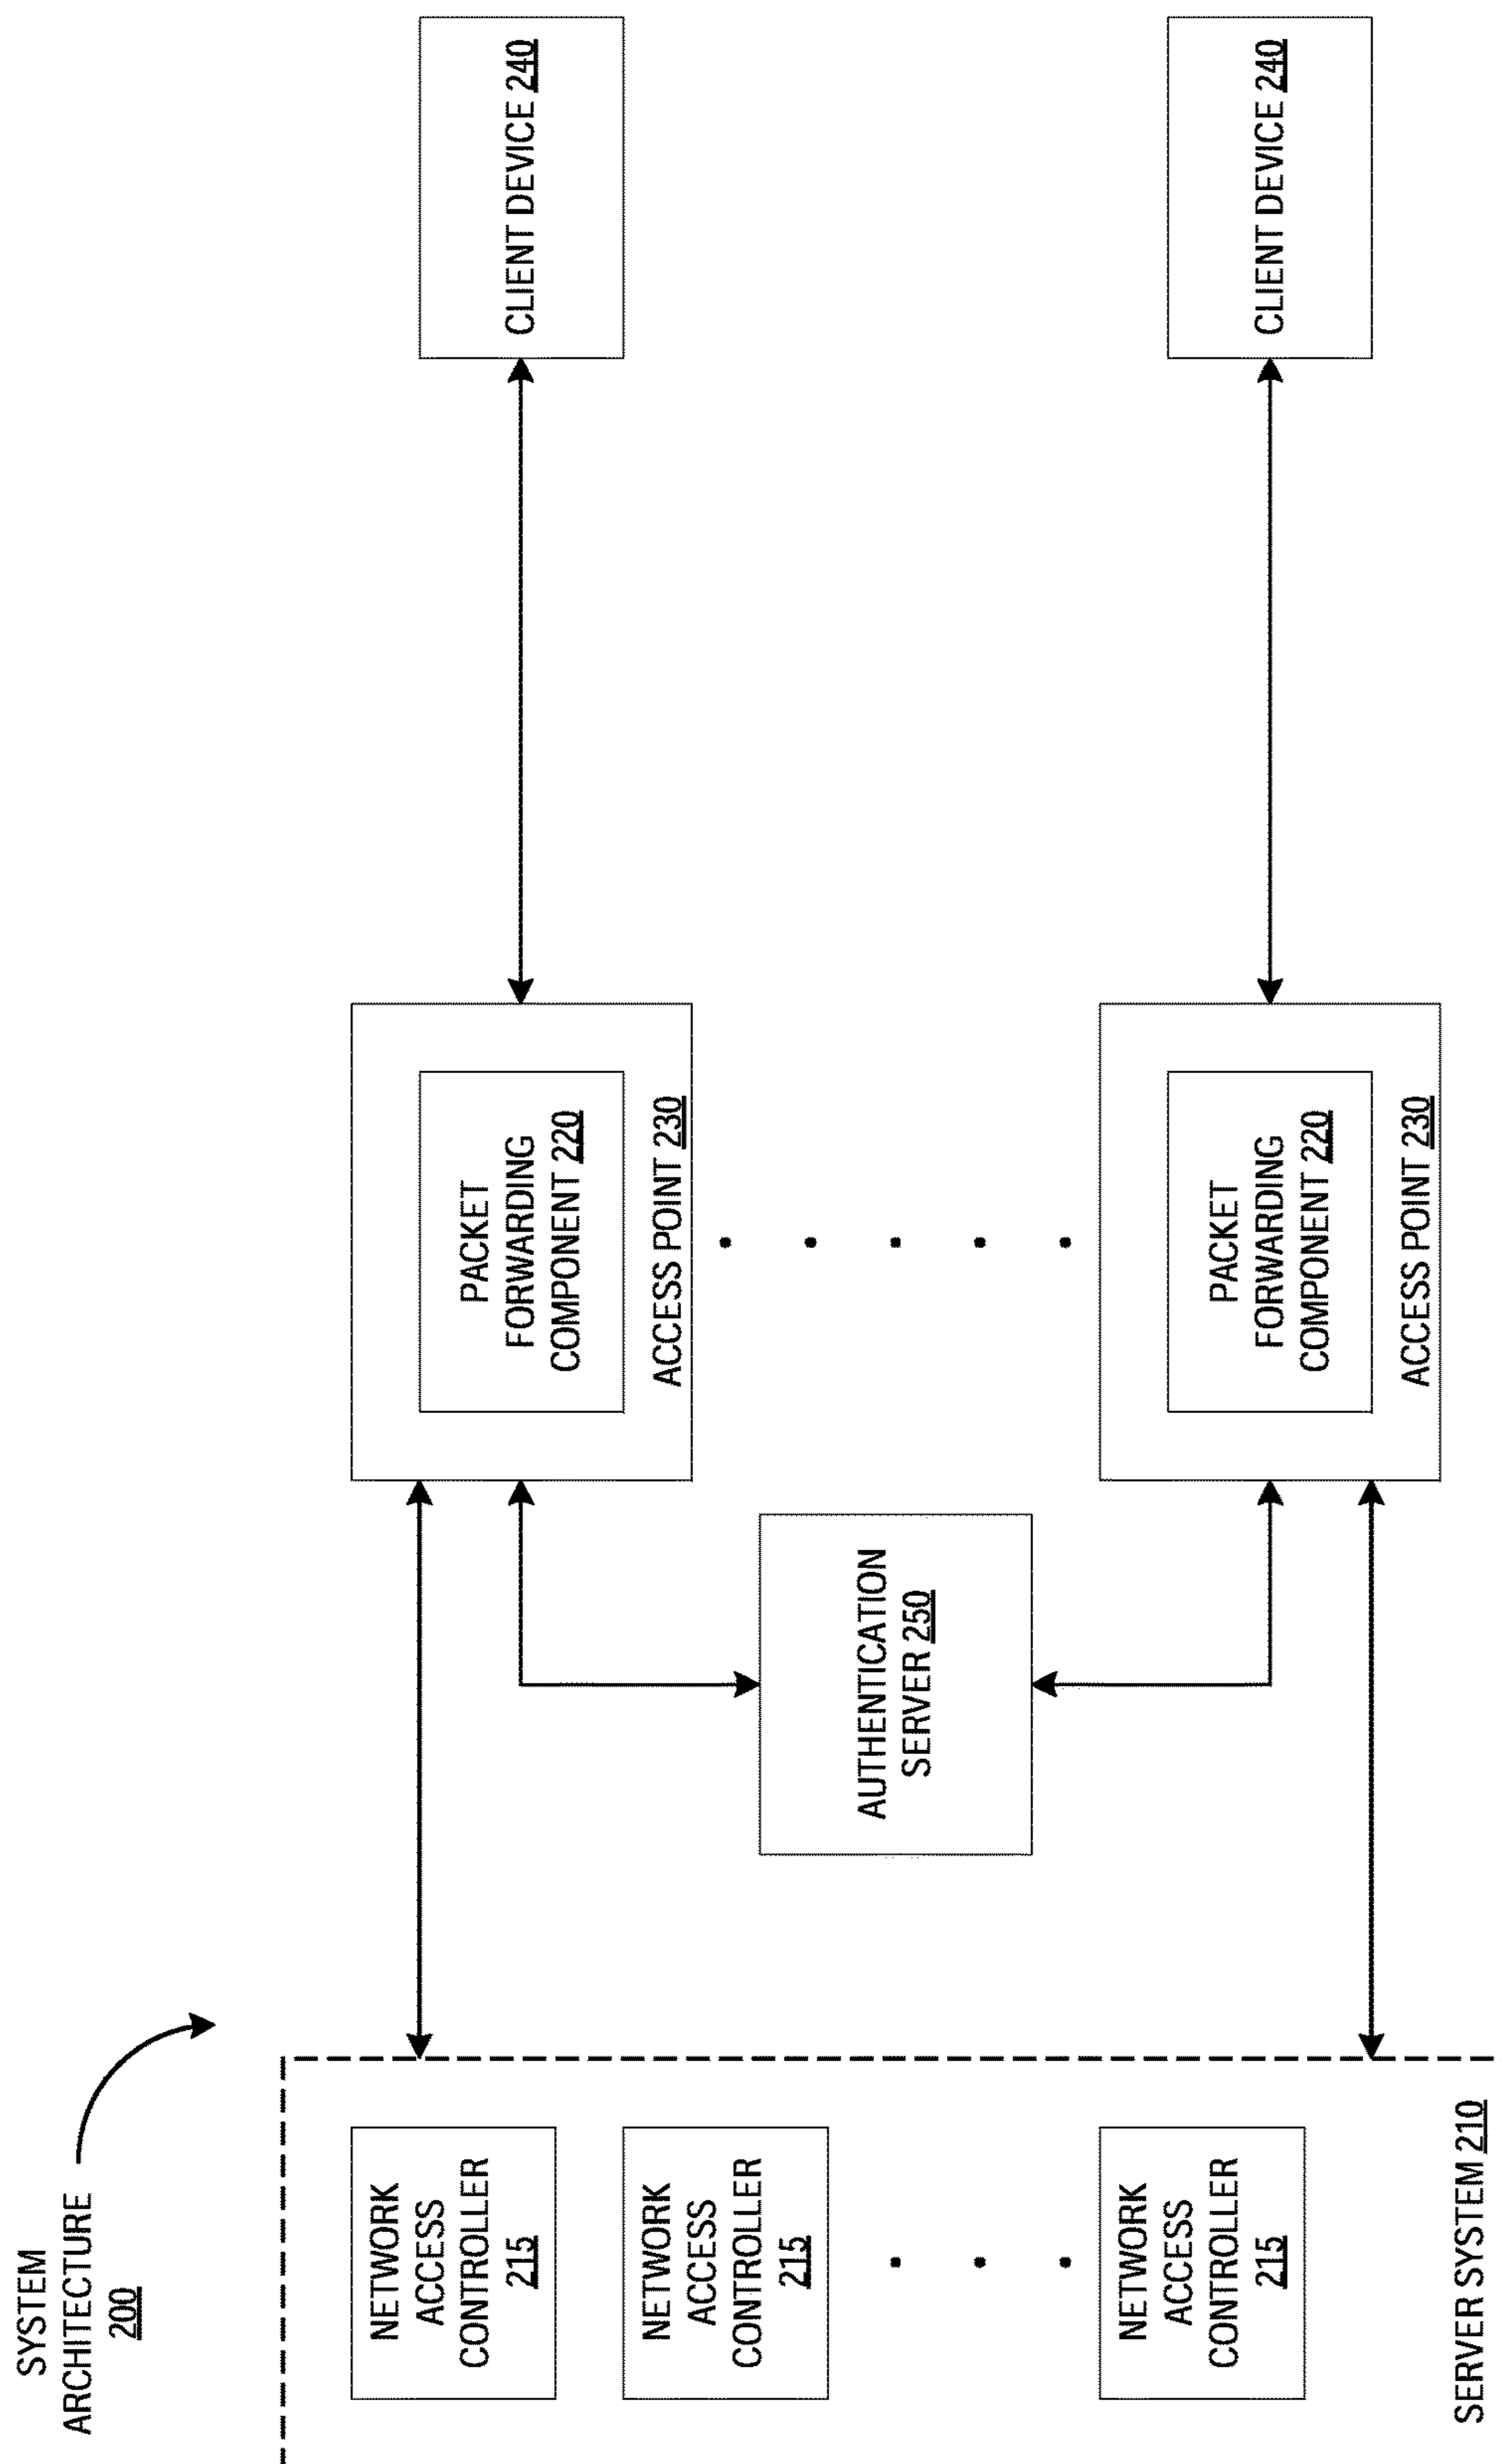 SYSTEM
ARCHITECTURE
200
NETWORK
ACCESS
CONTROLLER
215
NETWORK
ACCESS
CONTROLLER
215
NETWORK
ACCESS
CONTROLLER
215
SERVER SYSTEM 210
AUTHENTICATION
SERVER 250
PACKET
FORWARDING
COMPONENT 220
ACCESS POINT 230
PACKET
FORWARDING
COMPONENT 220
ACCESS POINT 230
CLIENT DEVICE 240
CLIENT DEVICE 240